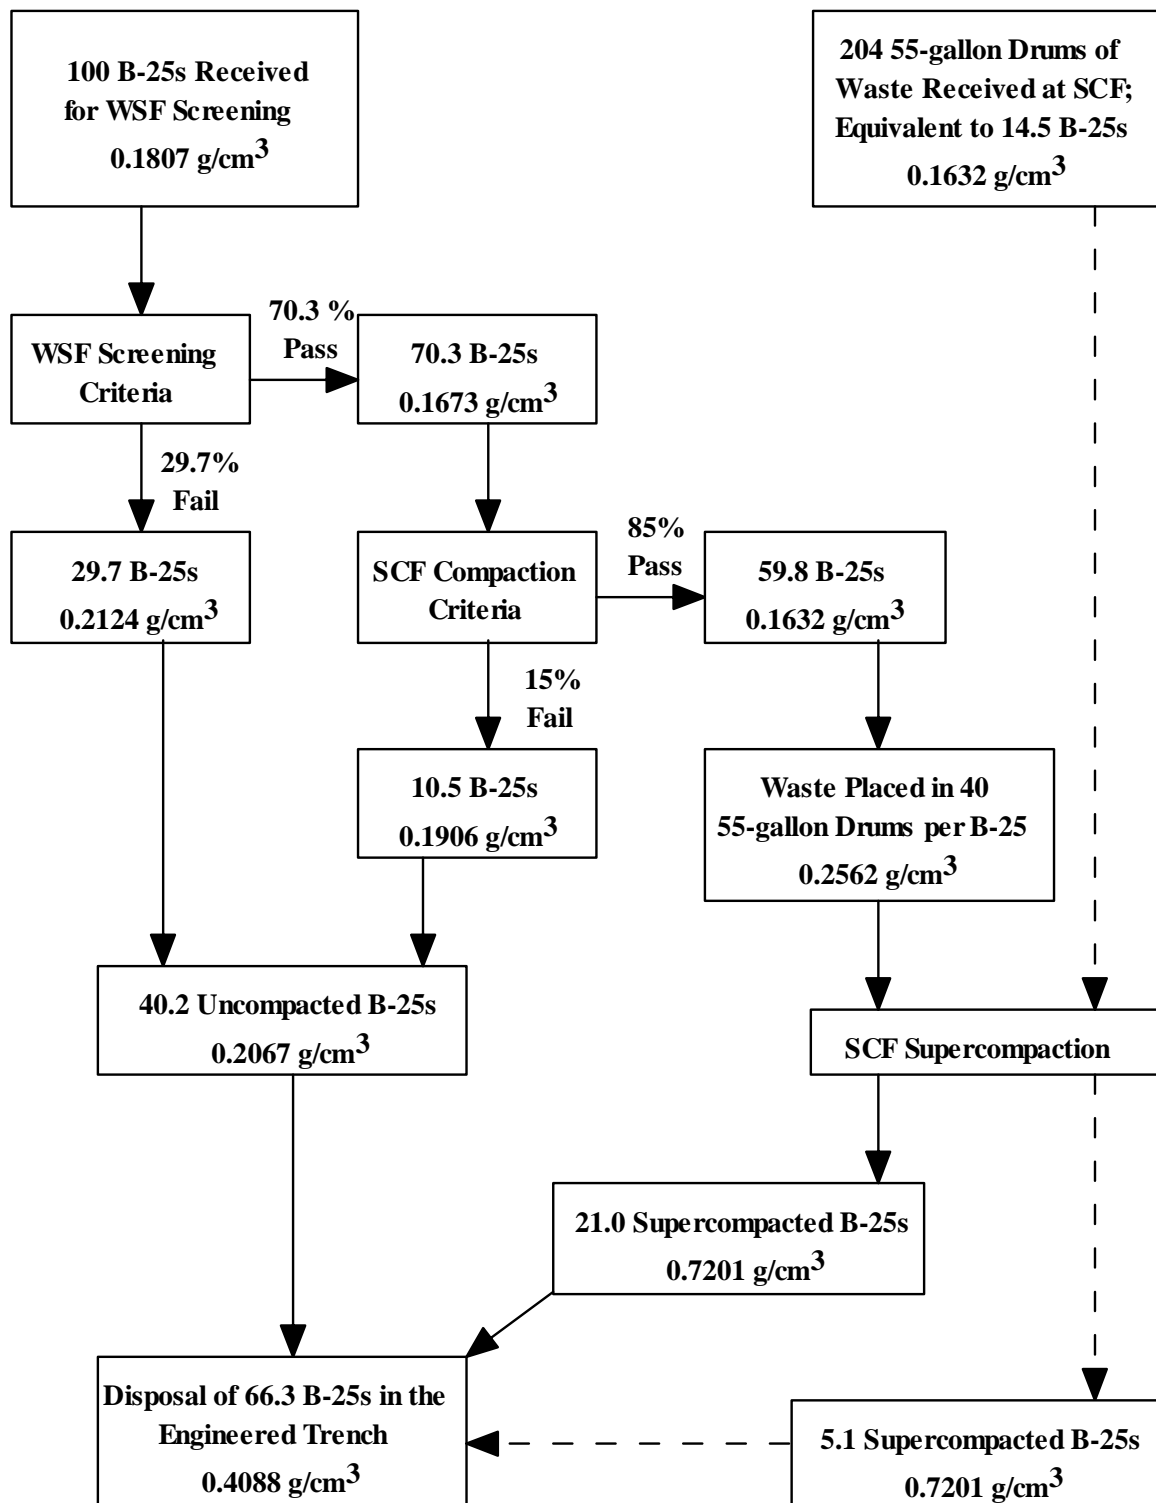 100 B-25s Received
for WSF Screening
0.1807 g/cm³
204 55-gallon Drums of
Waste Received at SCF;
Equivalent to 14.5 B-25s
0.1632 g/cm³
WSF Screening
Criteria
70.3 %
Pass
70.3 B-25s
0.1673 g/cm³
29.7%
Fail
29.7 B-25s
0.2124 g/cm³
SCF Compaction
Criteria
85%
Pass
59.8 B-25s
0.1632 g/cm³
15%
Fail
10.5 B-25s
0.1906 g/cm³
Waste Placed in 40
55-gallon Drums per B-25
0.2562 g/cm³
40.2 Uncompacted B-25s
0.2067 g/cm³
SCF Supercompaction
21.0 Supercompacted B-25s
0.7201 g/cm³
Disposal of 66.3 B-25s in the
Engineered Trench
0.4088 g/cm³
5.1 Supercompacted B-25s
0.7201 g/cm³